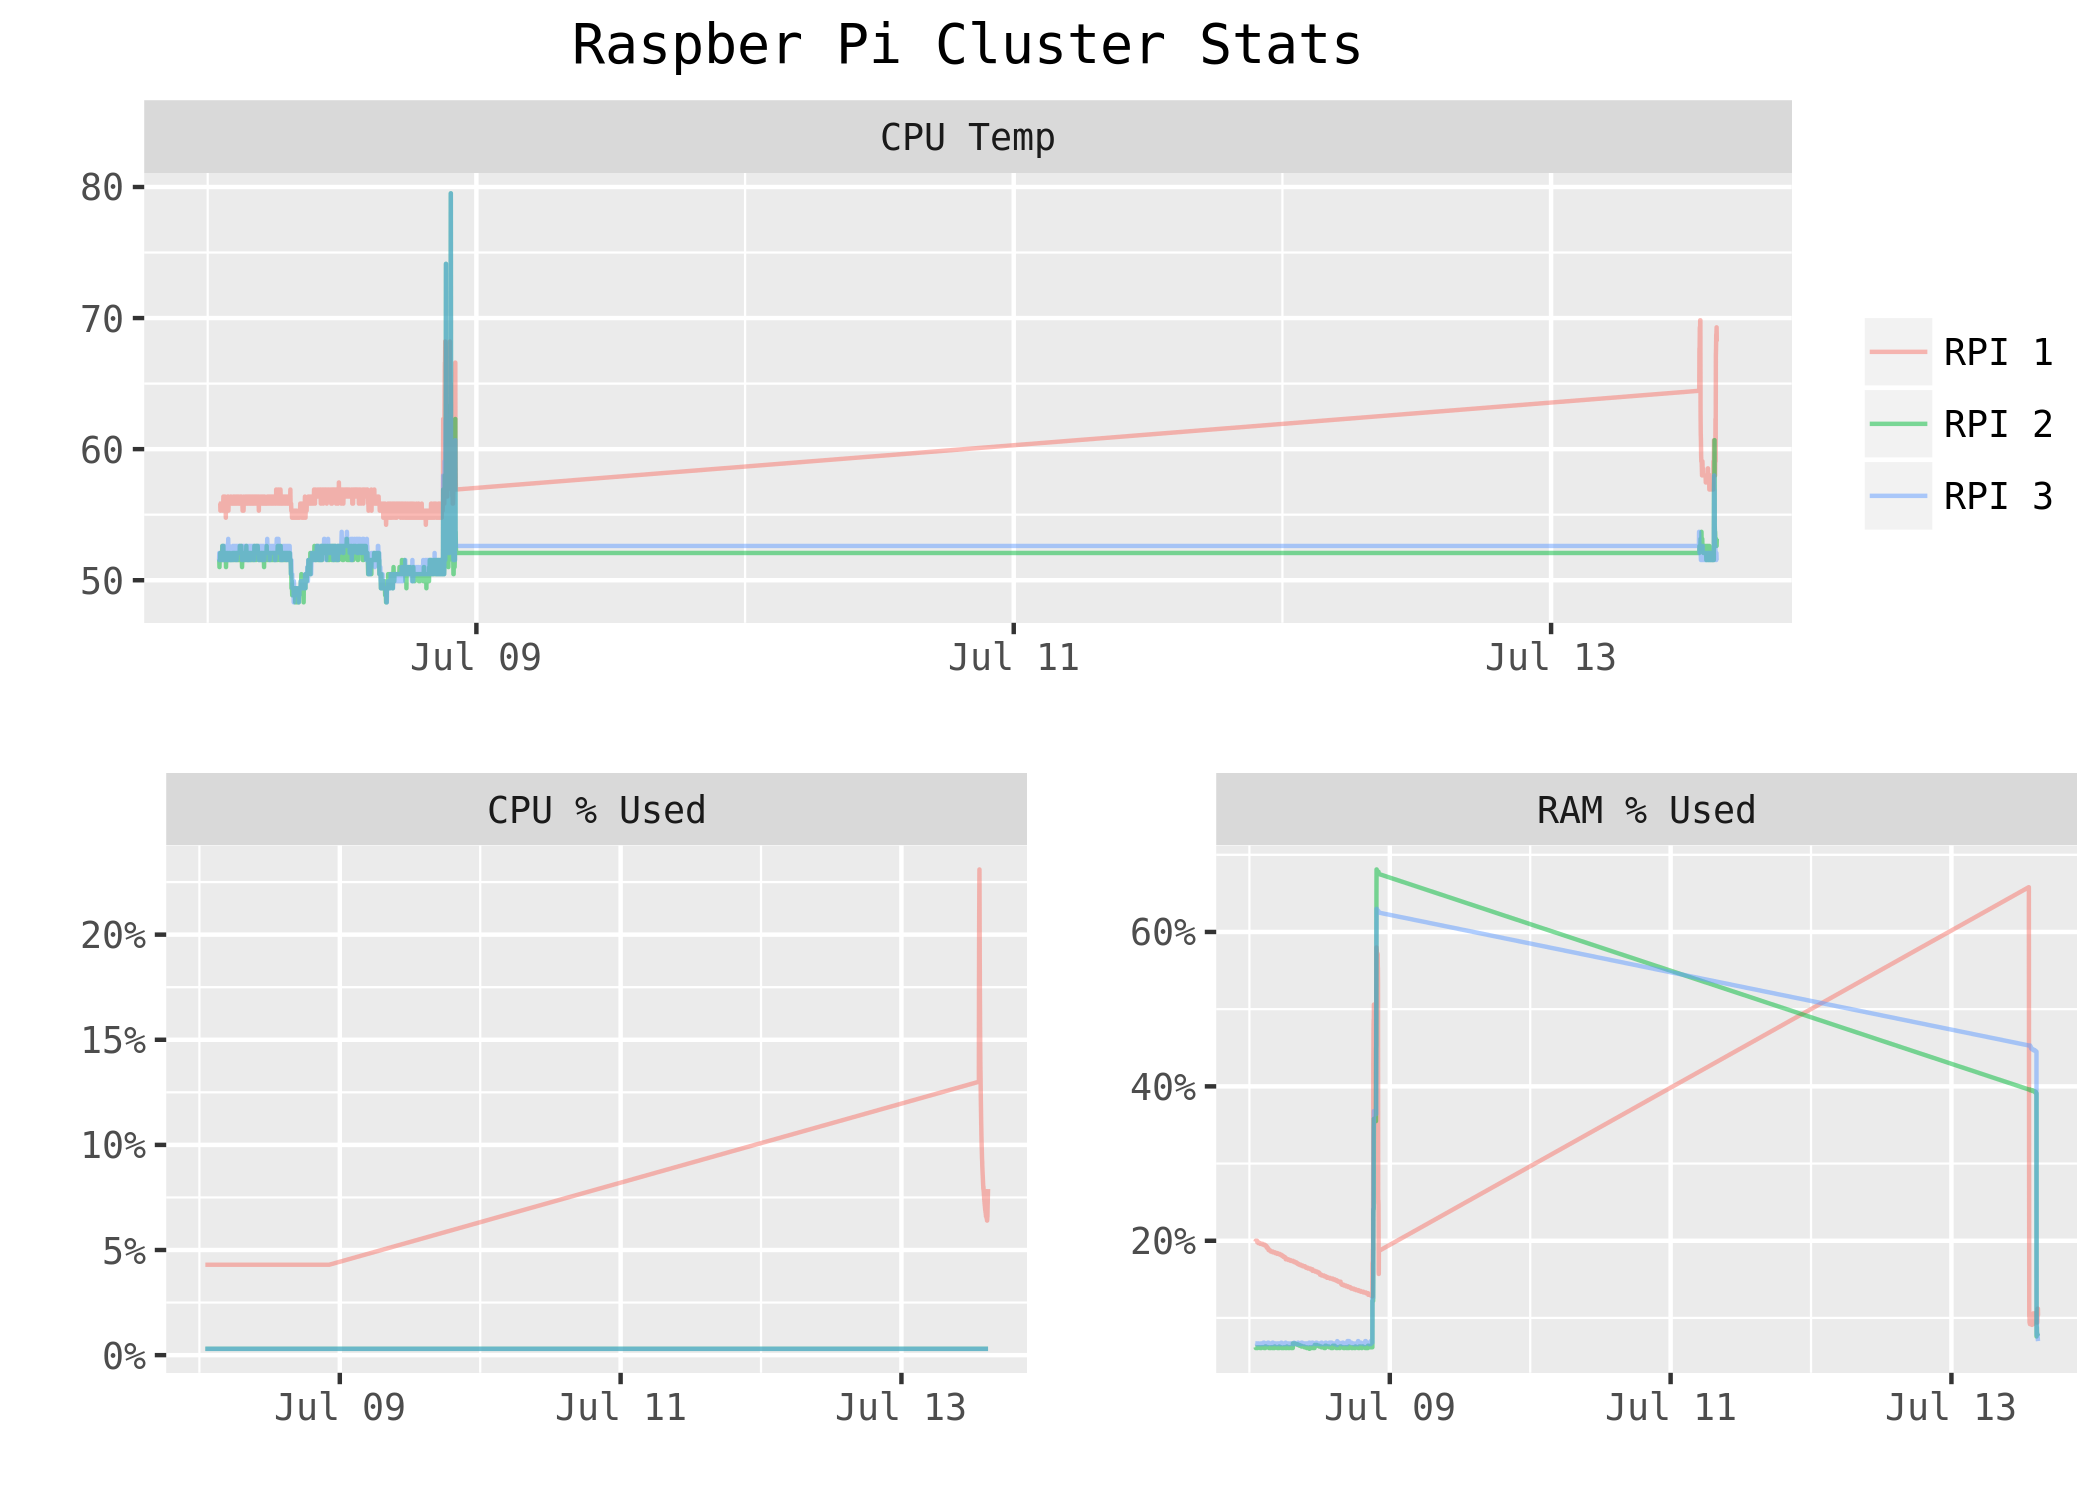 Raspber Pi Cluster Stats
CPU Temp
80
70
60
50
Jul 09 Jul 11 Jul 13
RPI 1
RPI 2
RPI 3
CPU % Used
20%
15%
10%
5%
0%
Jul 09 Jul 11 Jul 13
RAM % Used
60%
40%
20%
Jul 09 Jul 11 Jul 13